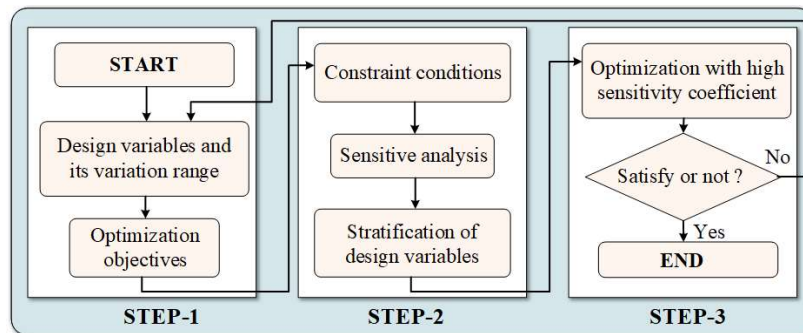 START
Design variables and
its variation range
Optimization
objectives
STEP-1
Constraint conditions
Sensitive analysis
Stratification of
design variables
STEP-2
Optimization with high
sensitivity coefficient
Satisfy or not ?
No
Yes
END
STEP-3